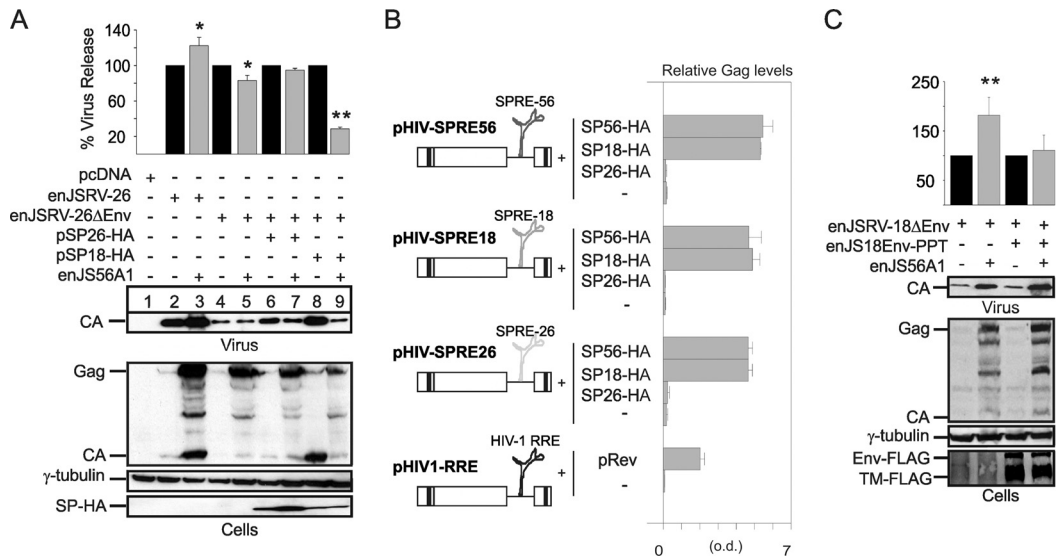 A
% Virus Release
140
100
60
20
*
*
**
pcDNA + - - - - - - - -
enJSRV-26 - + + - - - - - -
enJSRV-26ΔEnv - - - + + + + + +
pSP26-HA - - - - - + + - -
pSP18-HA - - - - - - - + +
enJS56A1 - - + - + - + - +
1 2 3 4 5 6 7 8 9
CA
Virus
Gag
CA
γ-tubulin
SP-HA
Cells
B
Relative Gag levels
SPRE-56
pHIV-SPRE56
+
SP56-HA
SP18-HA
SP26-HA
-
SPRE-18
pHIV-SPRE18
+
SP56-HA
SP18-HA
SP26-HA
-
SPRE-26
pHIV-SPRE26
+
SP56-HA
SP18-HA
SP26-HA
-
HIV-1 RRE
pHIV1-RRE
+
pRev
-
0 (o.d.) 7
C
250
150
50
**
enJSRV-18ΔEnv + + + +
enJS18Env-PPT - - + +
enJS56A1 - + - +
CA
Virus
Gag
CA
γ-tubulin
Env-FLAG
TM-FLAG
Cells